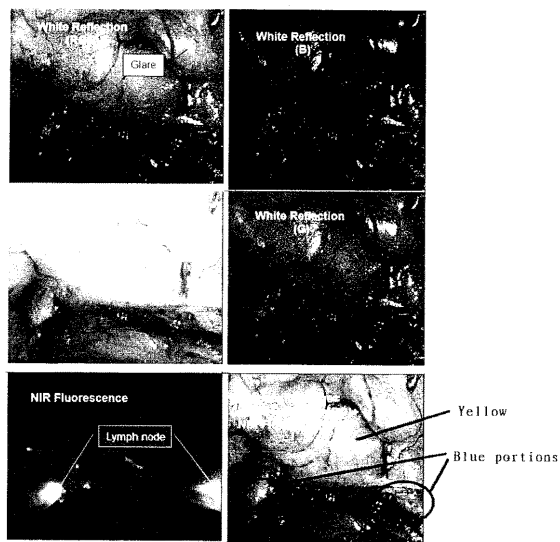 White Reflection
White Reflection
(B)
Glare
White Reflection
(G)
NIR Fluorescence
Lymph node
Yellow
Blue portions